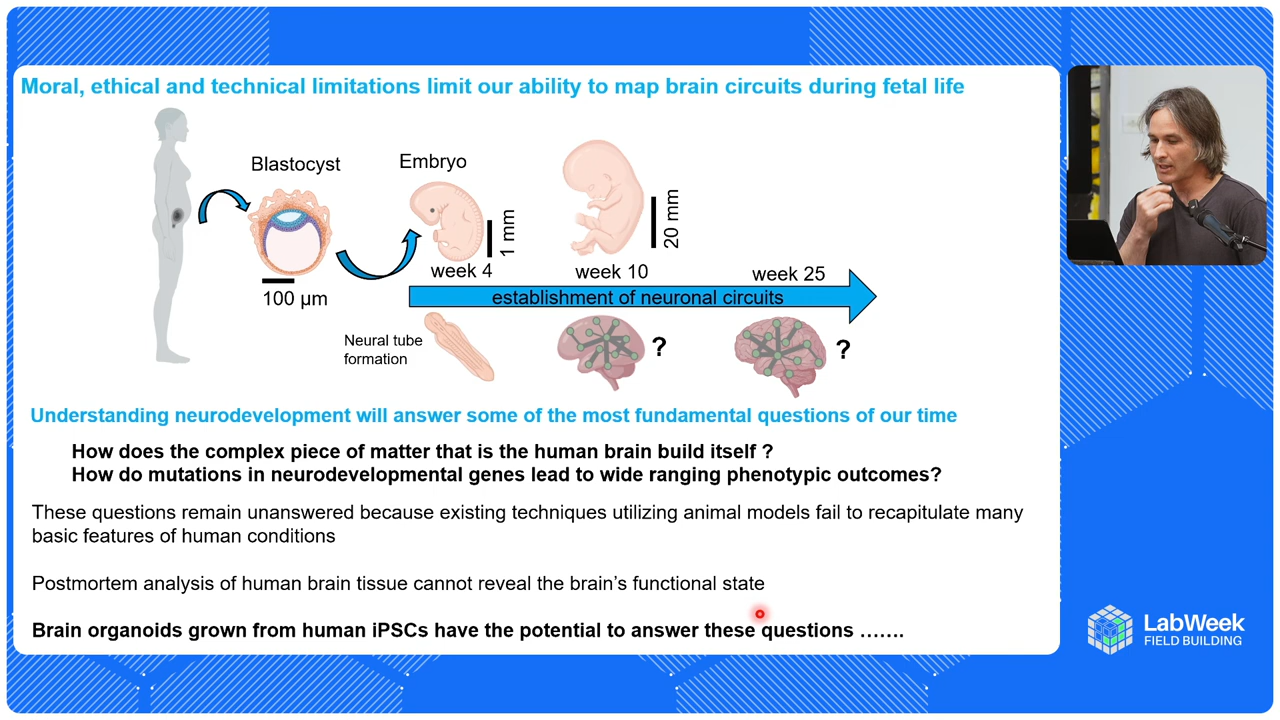 Moral, ethical and technical limitations limit our ability to map brain circuits during fetal life
Blastocyst
Embryo
100 μm
1 mm
20 mm
week 4
week 10
week 25
establishment of neuronal circuits
Neural tube
formation
?
?
Understanding neurodevelopment will answer some of the most fundamental questions of our time
How does the complex piece of matter that is the human brain build itself ?
How do mutations in neurodevelopmental genes lead to wide ranging phenotypic outcomes?
These questions remain unanswered because existing techniques utilizing animal models fail to recapitulate many
basic features of human conditions
Postmortem analysis of human brain tissue cannot reveal the brain's functional state
Brain organoids grown from human iPSCs have the potential to answer these questions .......
LabWeek
FIELD BUILDING